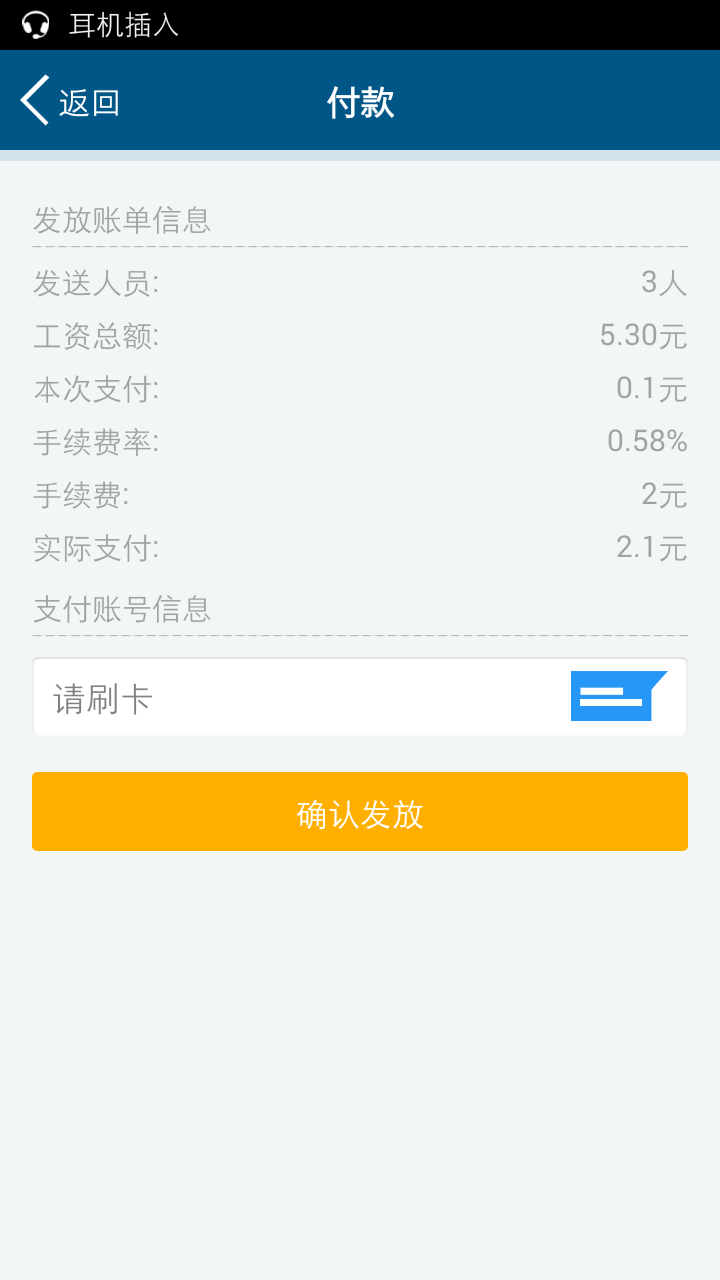 耳机插入
返回
付款
发放账单信息
发送人员: 3人
工资总额: 5.30元
本次支付: 0.1元
手续费率: 0.58%
手续费: 2元
实际支付: 2.1元
支付账号信息
请刷卡
确认发放